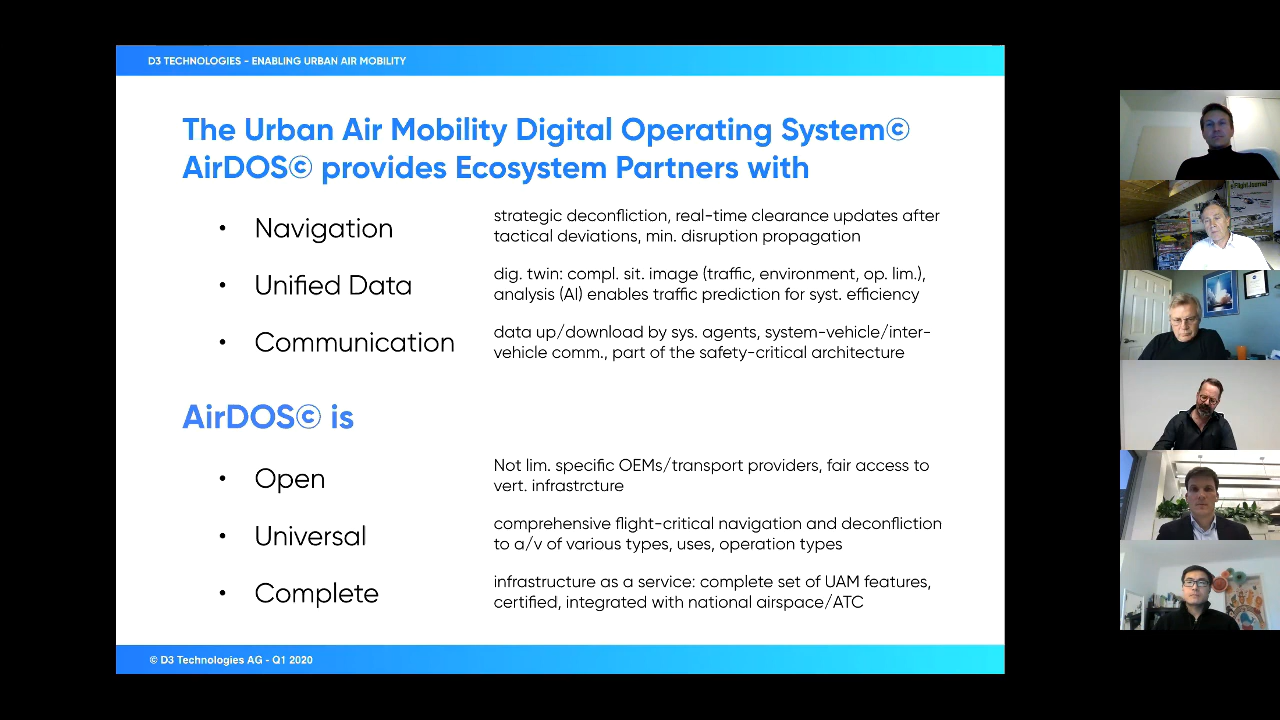 D3 TECHNOLOGIES - ENABLING URBAN AIR MOBILITY
The Urban Air Mobility Digital Operating System©
AirDOS© provides Ecosystem Partners with
• Navigation
strategic deconfliction, real-time clearance updates after
tactical deviations, min. disruption propagation
• Unified Data
dig. twin: compl. sit. image (traffic, environment, op. lim.),
analysis (AI) enables traffic prediction for syst. efficiency
• Communication
data up/download by sys. agents, system-vehicle/inter-
vehicle comm., part of the safety-critical architecture
AirDOS© is
• Open
Not lim. specific OEMs/transport providers, fair access to
vert. infrastrcture
• Universal
comprehensive flight-critical navigation and deconfliction
to a/v of various types, uses, operation types
• Complete
infrastructure as a service: complete set of UAM features,
certified, integrated with national airspace/ATC
© D3 Technologies AG - Q1 2020
eFlightJournal